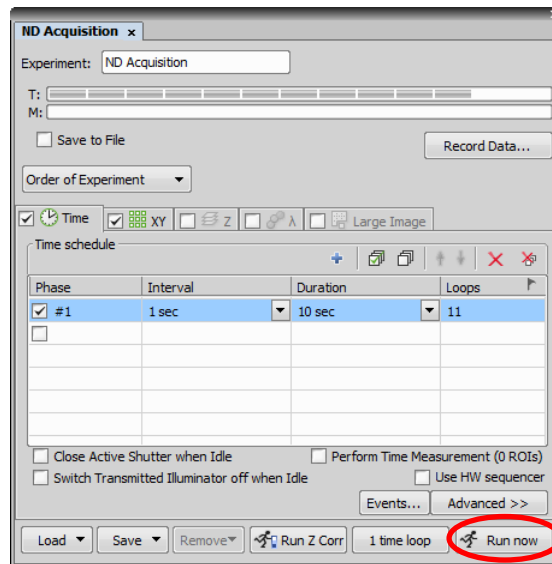 ND Acquisition x
Experiment: ND Acquisition
T:
M:
Save to File
Record Data...
Order of Experiment
Time XY Z λ Large Image
Time schedule
Phase Interval Duration Loops
#1 1 sec 10 sec 11
Close Active Shutter when Idle Perform Time Measurement (0 ROIs)
Switch Transmitted Illuminator off when Idle Use HW sequencer
Events... Advanced >>
Load Save Remove Run Z Corr 1 time loop Run now